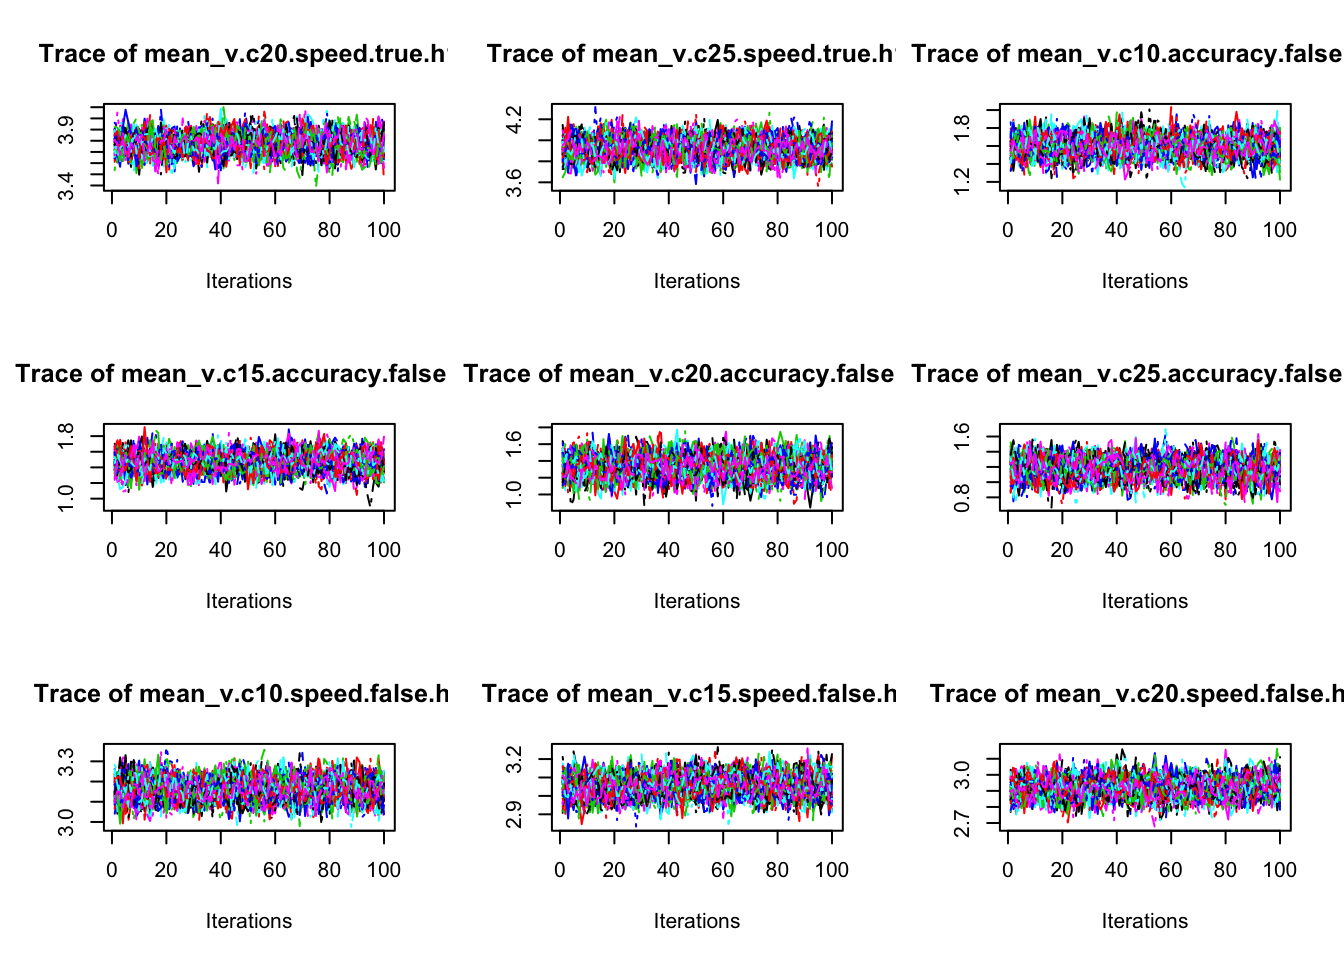 Trace of mean_v.c20.speed.true.h Trace of mean_v.c25.speed.true.h Trace of mean_v.c10.accuracy.false
3.4 3.9 3.6 4.2 1.2 1.8
0 20 40 60 80 100 0 20 40 60 80 100 0 20 40 60 80 100
Iterations Iterations Iterations
Trace of mean_v.c15.accuracy.false Trace of mean_v.c20.accuracy.false Trace of mean_v.c25.accuracy.false
1.0 1.8 1.0 1.6 0.8 1.6
0 20 40 60 80 100 0 20 40 60 80 100 0 20 40 60 80 100
Iterations Iterations Iterations
Trace of mean_v.c10.speed.false.h Trace of mean_v.c15.speed.false.h Trace of mean_v.c20.speed.false.h
3.0 3.3 2.9 3.2 2.7 3.0
0 20 40 60 80 100 0 20 40 60 80 100 0 20 40 60 80 100
Iterations Iterations Iterations